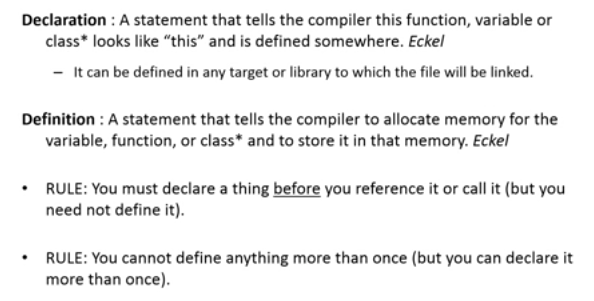 Declaration : A statement that tells the compiler this function, variable or
class* looks like “this” and is defined somewhere. Eckel
– It can be defined in any target or library to which the file will be linked.
Definition : A statement that tells the compiler to allocate memory for the
variable, function, or class* and to store it in that memory. Eckel
• RULE: You must declare a thing before you reference it or call it (but you
need not define it).
• RULE: You cannot define anything more than once (but you can declare it
more than once).